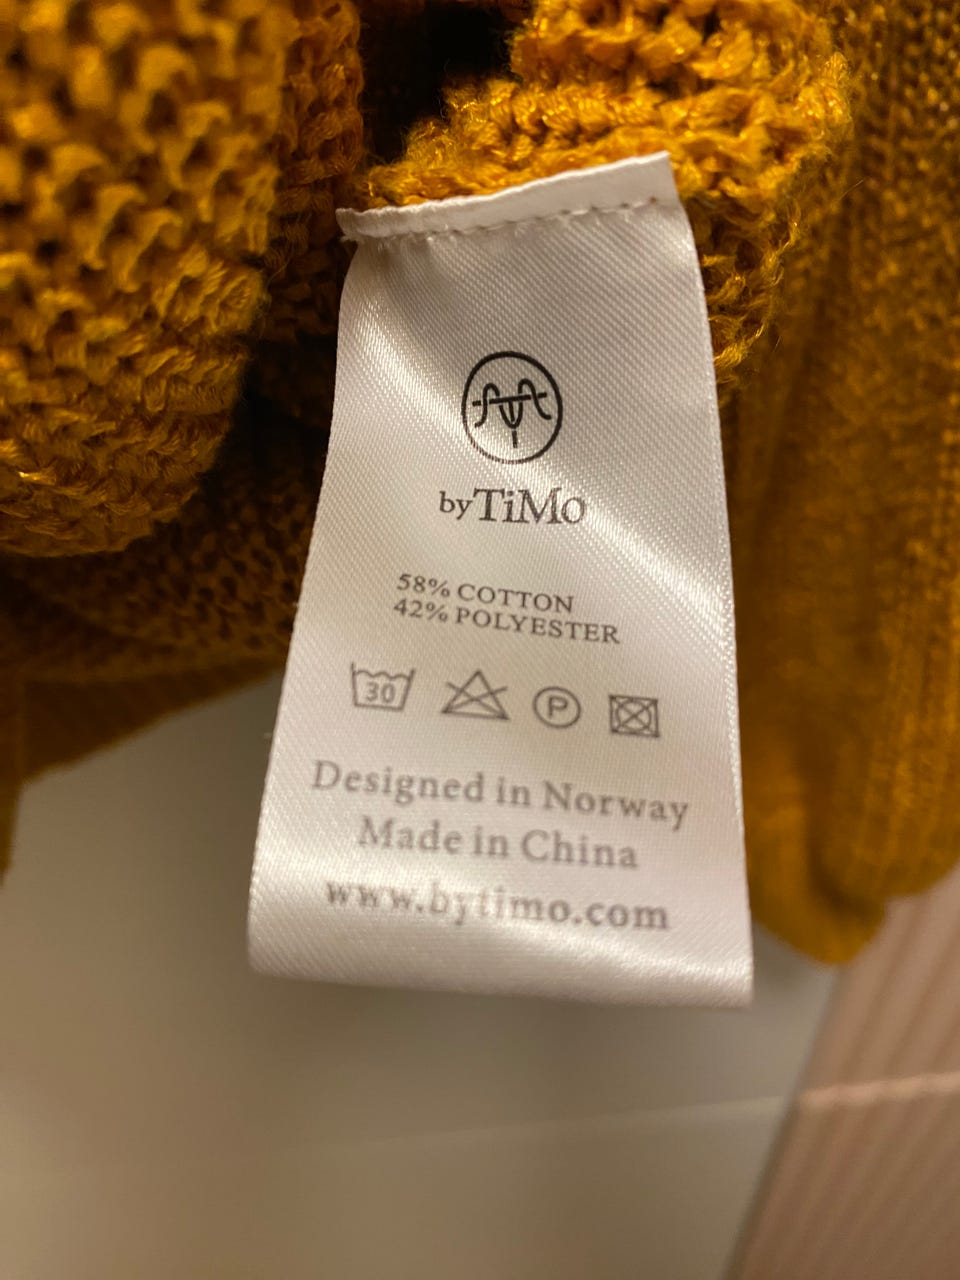 byTiMo
58% COTTON
42% POLYESTER
30 P
Designed in Norway
Made in China
www.bytimo.com